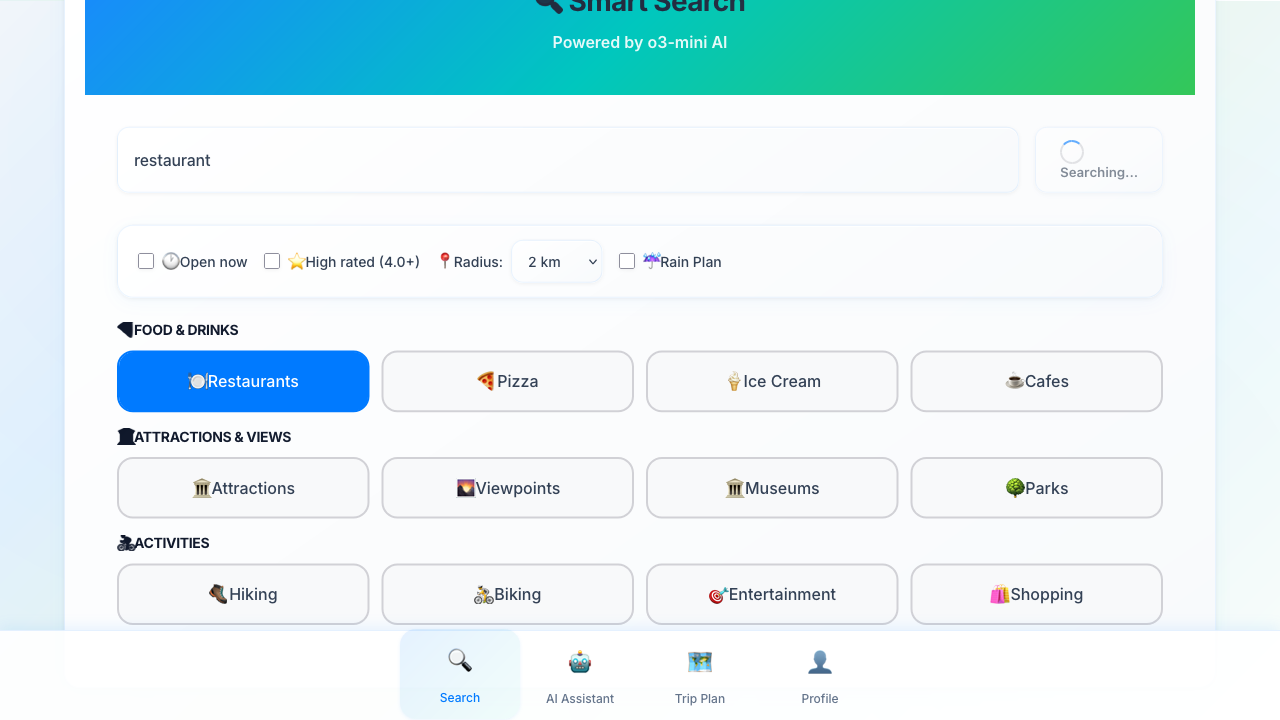 Smart Search
Powered by o3-mini AI
restaurant
Searching...
Open now
High rated (4.0+)
Radius:
2 km
Rain Plan
FOOD & DRINKS
Restaurants
Pizza
Ice Cream
Cafes
ATTRACTIONS & VIEWS
Attractions
Viewpoints
Museums
Parks
ACTIVITIES
Hiking
Biking
Entertainment
Shopping
Search
AI Assistant
Trip Plan
Profile